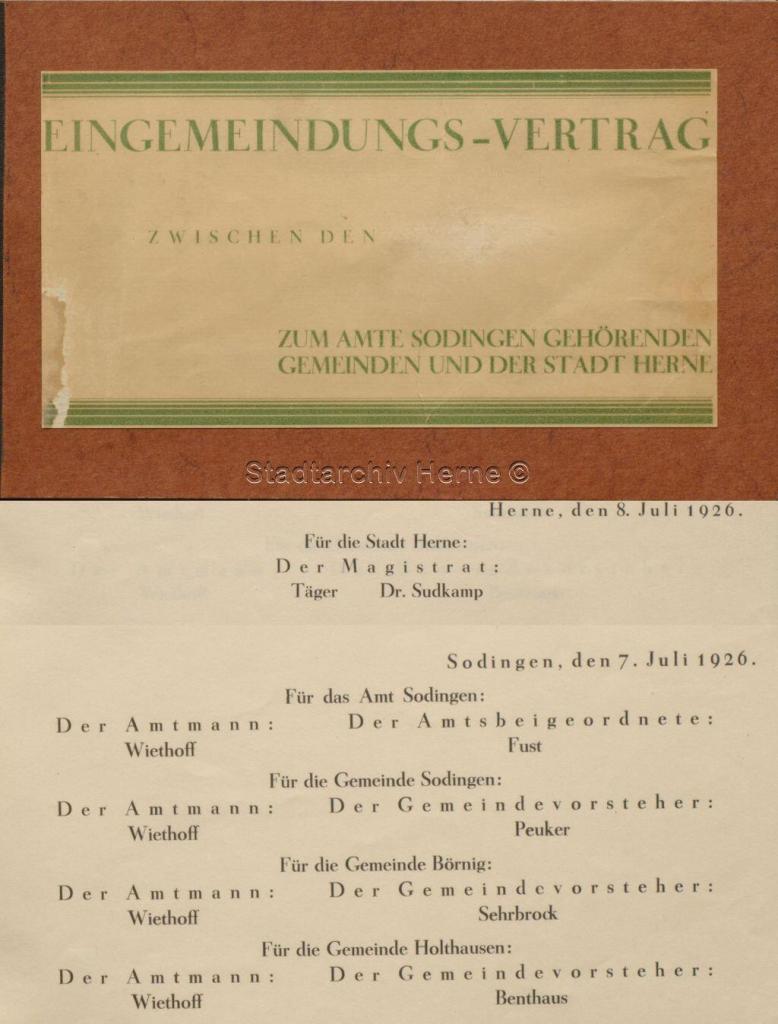 EINGEMEINDUNGS-VERTRAG
ZWISCHEN DEN
ZUM AMTE SODINGEN GEHÖRENDEN
GEMEINDEN UND DER STADT HERNE
Stadtarchiv Herne ©
Herne, den 8. Juli 1926.
Für die Stadt Herne:
Der Magistrat:
Täger Dr. Sudkamp
Sodingen, den 7. Juli 1926.
Für das Amt Sodingen:
Der Amtmann: Der Amtsbeigeordnete:
Wiethoff Fust
Für die Gemeinde Sodingen:
Der Amtmann: Der Gemeindevorsteher:
Wiethoff Peuker
Für die Gemeinde Börnig:
Der Amtmann: Der Gemeindevorsteher:
Wiethoff Sehrbrock
Für die Gemeinde Holthausen:
Der Amtmann: Der Gemeindevorsteher:
Wiethoff Benthaus